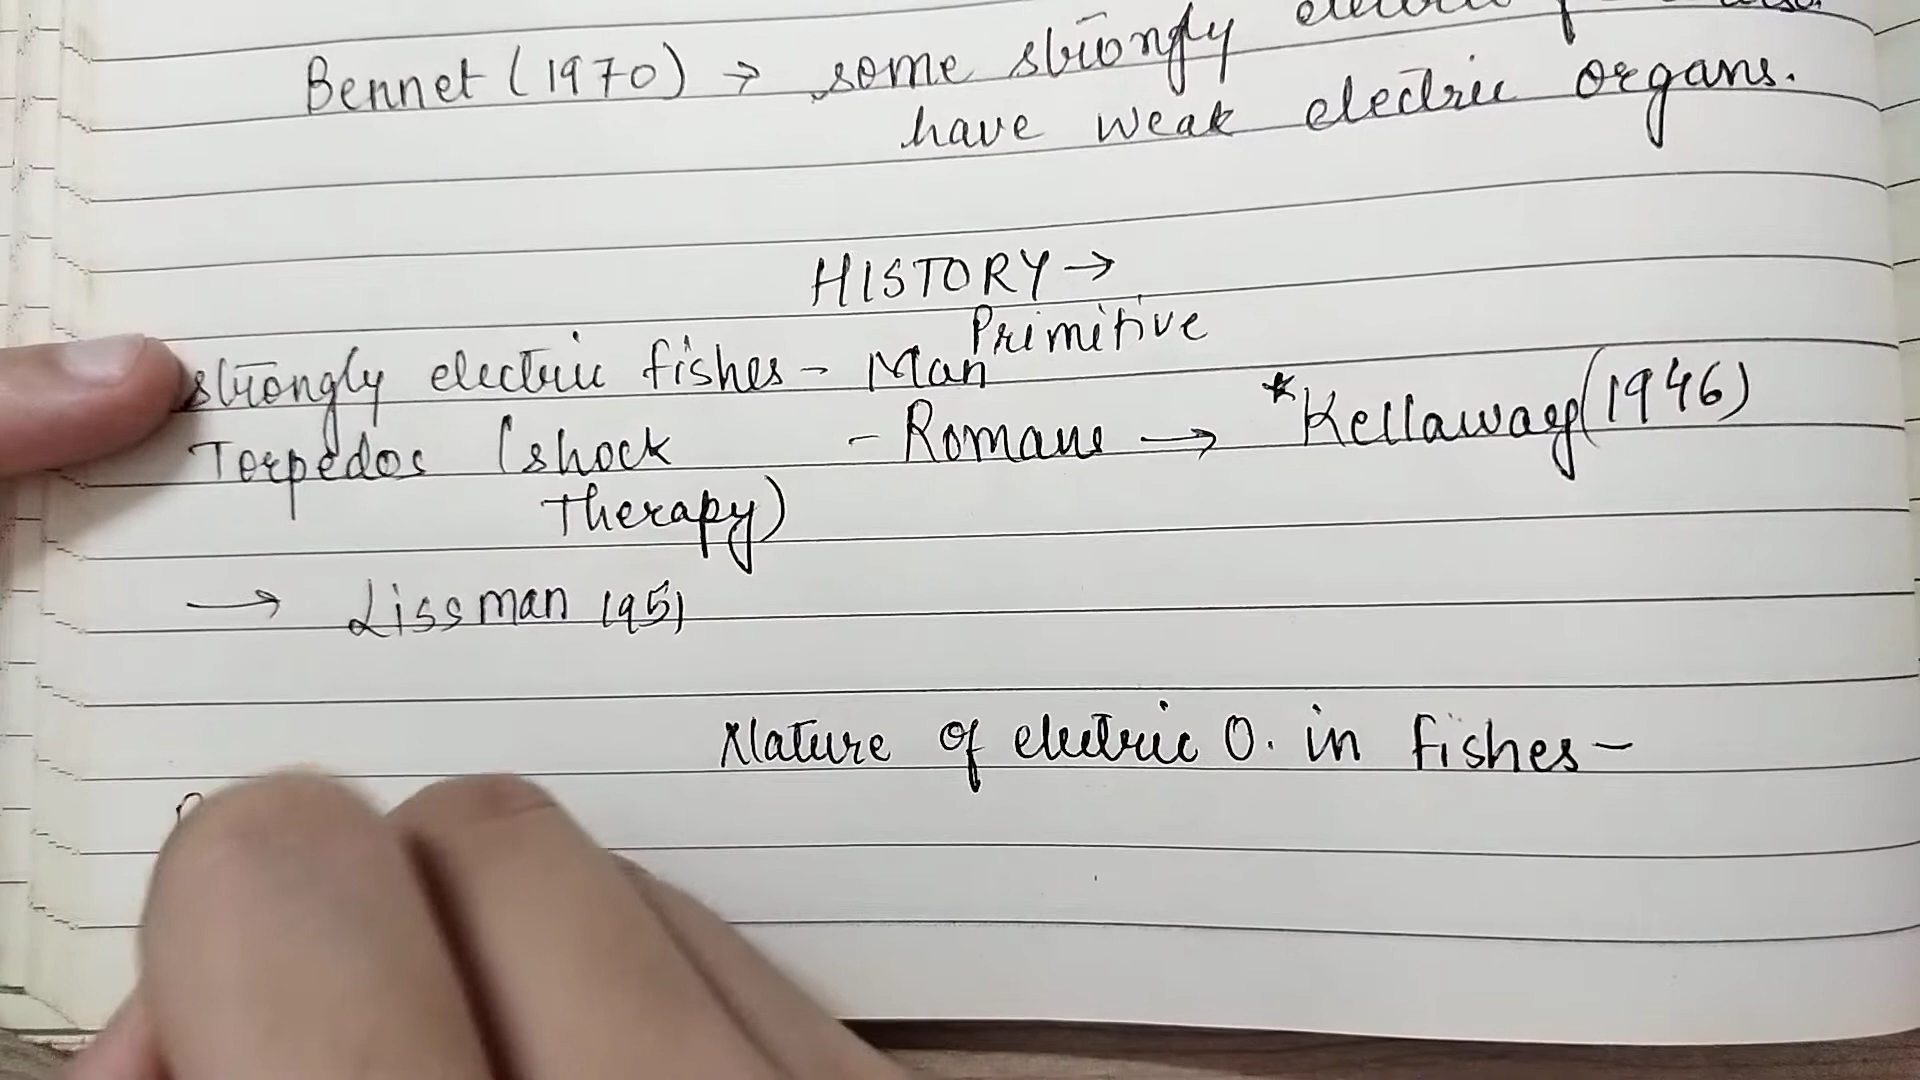 Bennet (1970) → some strongly electric
have weak electric organs.
HISTORY →
Primitive
strongly electric fishes - Man
Torpedos (shock - Romans → *Kellaway (1946)
Therapy)
→ Lissman 1951
Nature of electric O. in fishes -